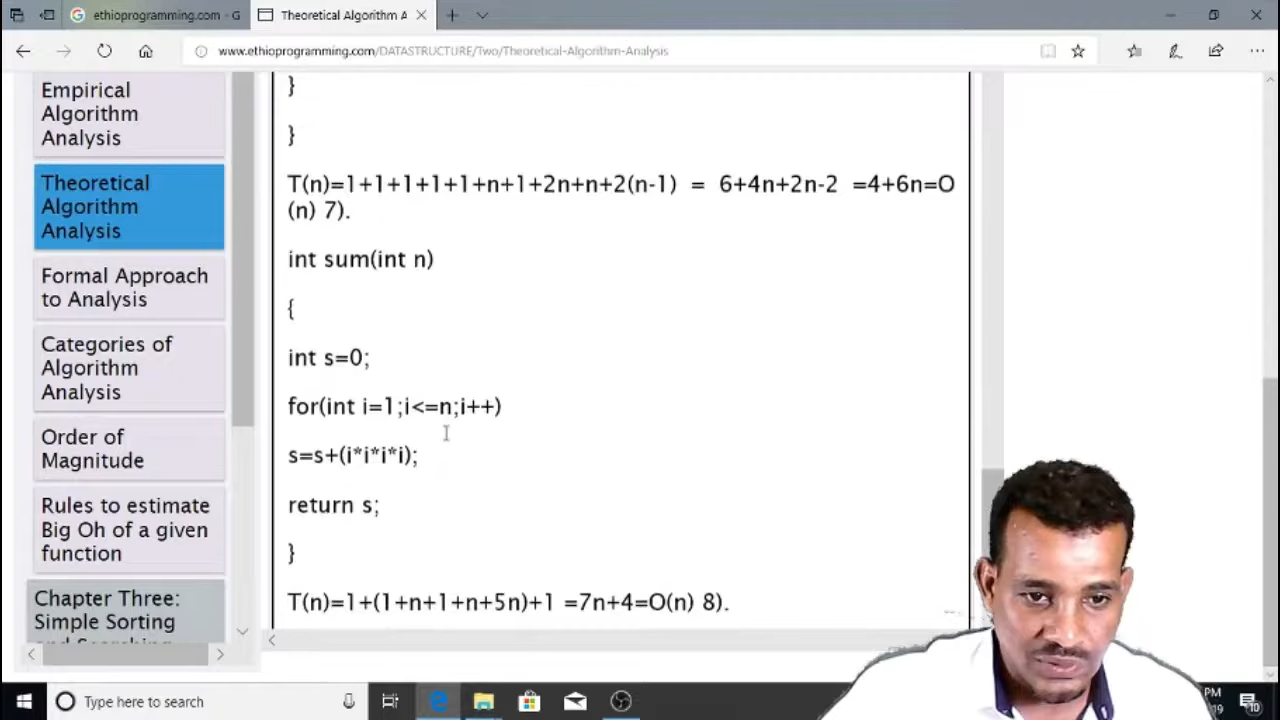 ethioprogramming.com - G
Theoretical Algorithm A
www.ethioprogramming.com/DATASTRUCTURE/Two/Theoretical-Algorithm-Analysis
Empirical
Algorithm
Analysis
Theoretical
Algorithm
Analysis
Formal Approach
to Analysis
Categories of
Algorithm
Analysis
Order of
Magnitude
Rules to estimate
Big Oh of a given
function
Chapter Three:
Simple Sorting
}
}
T(n)=1+1+1+1+1+n+1+2n+n+2(n-1) = 6+4n+2n-2 =4+6n=O
(n) 7).
int sum(int n)
{
int s=0;
for(int i=1;i<=n;i++)
s=s+(i*i*i*i);
return s;
}
T(n)=1+(1+n+1+n+5n)+1 =7n+4=O(n) 8).
Type here to search
PM
19